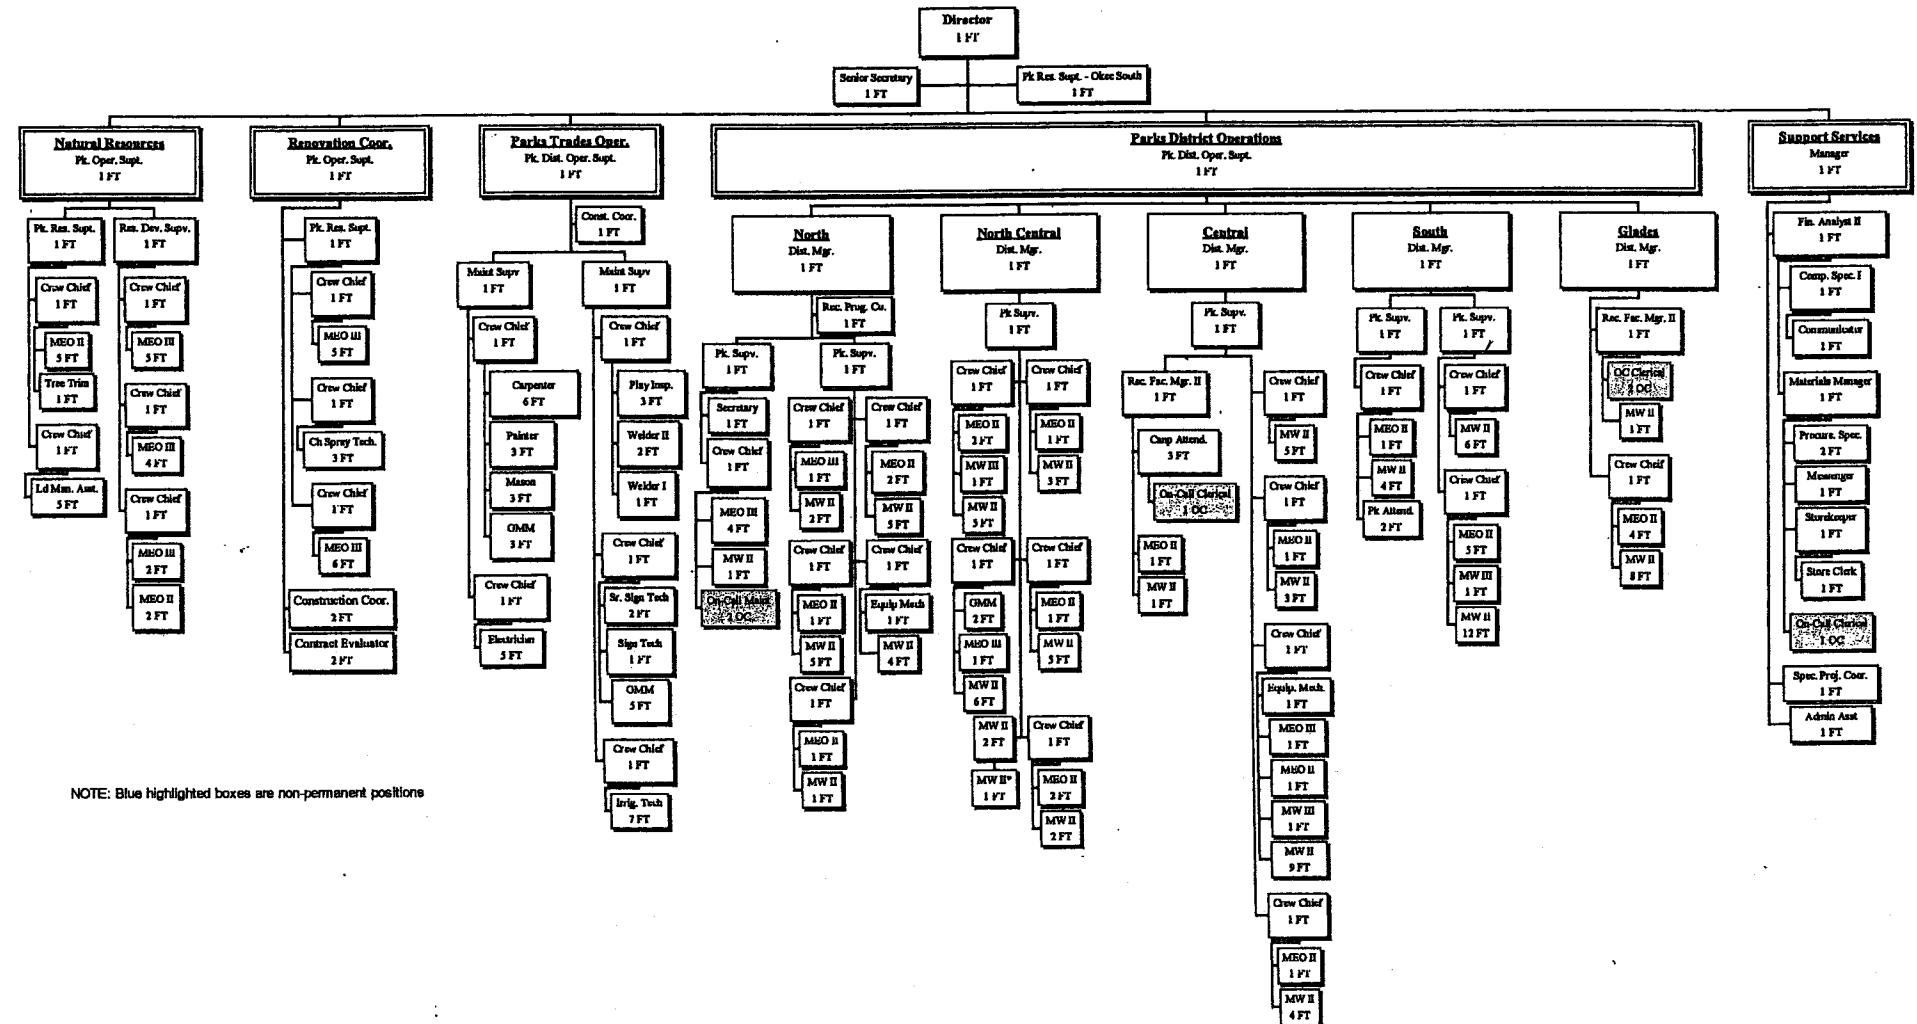 Director
1 FT
Senior Secretary
1 FT
Pk Res. Supt. - Okee South
1 FT
Natural Resources
Pk. Oper. Supt.
1 FT
Pk. Res. Supt.
1 FT
Crew Chief
1 FT
MEO II
5 FT
Tree Trim
1 FT
Crew Chief
1 FT
Ld Man. Asst.
5 FT
Res. Dev. Supv.
1 FT
Crew Chief
1 FT
MEO III
5 FT
Crew Chief
1 FT
MEO III
4 FT
Crew Chief
1 FT
MEO III
2 FT
MEO II
2 FT
Renovation Coor.
Pk. Oper. Supt.
1 FT
Pk. Res. Supt.
1 FT
Crew Chief
1 FT
MEO III
5 FT
Crew Chief
1 FT
Ch Spray Tech.
3 FT
Crew Chief
1 FT
MEO III
6 FT
Construction Coor.
2 FT
Contract Evaluator
2 FT
Parks Trades Oper.
Pk. Dist. Oper. Supt.
1 FT
Const. Coor.
1 FT
Maint Supv
1 FT
Crew Chief
1 FT
Carpenter
6 FT
Painter
3 FT
Mason
3 FT
GMM
3 FT
Crew Chief
1 FT
Electrician
5 FT
Maint Supv
1 FT
Crew Chief
1 FT
Play Insp.
3 FT
Welder II
2 FT
Welder I
1 FT
Crew Chief
1 FT
Sr. Sign Tech
2 FT
Sign Tech
1 FT
GMM
5 FT
Crew Chief
1 FT
Irrig. Tech
7 FT
Parks District Operations
Pk. Dist. Oper. Supt.
1 FT
North
Dist. Mgr.
1 FT
Rec. Prog. Co.
1 FT
Pk. Supv.
1 FT
Secretary
1 FT
Crew Chief
1 FT
MEO III
4 FT
MW II
1 FT
On-Call Maint
2 OC
Pk. Supv.
1 FT
Crew Chief
1 FT
MEO III
1 FT
MW II
2 FT
Crew Chief
1 FT
MEO II
2 FT
MW II
5 FT
Crew Chief
1 FT
MEO II
1 FT
MW II
5 FT
Crew Chief
1 FT
Equip Mech
1 FT
MW II
4 FT
Crew Chief
1 FT
MEO II
1 FT
MW II
1 FT
North Central
Dist. Mgr.
1 FT
Pk Supv.
1 FT
Crew Chief
1 FT
MEO II
2 FT
MW III
1 FT
MW II
3 FT
Crew Chief
1 FT
MEO II
1 FT
MW II
3 FT
Crew Chief
1 FT
GMM
2 FT
MEO III
1 FT
MW II
6 FT
Crew Chief
1 FT
MEO II
1 FT
MW II
5 FT
MW II
2 FT
MW II*
1 FT
Crew Chief
1 FT
MEO II
2 FT
MW II
2 FT
Central
Dist. Mgr.
1 FT
Pk. Supv.
1 FT
Rec. Fac. Mgr. II
1 FT
Camp Attend.
3 FT
On-Call Clerical
1 OC
MEO II
1 FT
MW II
1 FT
Crew Chief
1 FT
MW II
5 FT
Crew Chief
1 FT
MEO II
1 FT
MW II
3 FT
Crew Chief
1 FT
Equip. Mech.
1 FT
MEO III
1 FT
MEO II
1 FT
MW III
1 FT
MW II
9 FT
Crew Chief
1 FT
MEO II
1 FT
MW II
4 FT
South
Dist. Mgr.
1 FT
Pk. Supv.
1 FT
Crew Chief
1 FT
MEO II
1 FT
MW II
4 FT
Pk Attend.
2 FT
Pk. Supv.
1 FT
Crew Chief
1 FT
MW II
6 FT
Crew Chief
1 FT
MEO II
5 FT
MW III
1 FT
MW II
12 FT
Glades
Dist. Mgr.
1 FT
Rec. Fac. Mgr. II
1 FT
OC Clerical
2 OC
MW II
1 FT
Crew Cheif
1 FT
MEO II
4 FT
MW II
8 FT
Support Services
Manager
1 FT
Fin. Analyst II
1 FT
Comp. Spec. I
1 FT
Communicator
1 FT
Materials Manager
1 FT
Procure. Spec.
2 FT
Messenger
1 FT
Storekeeper
1 FT
Store Clerk
1 FT
On-Call Clerical
1 OC
Spec. Proj. Coor.
1 FT
Admin Asst
1 FT
NOTE: Blue highlighted boxes are non-permanent positions